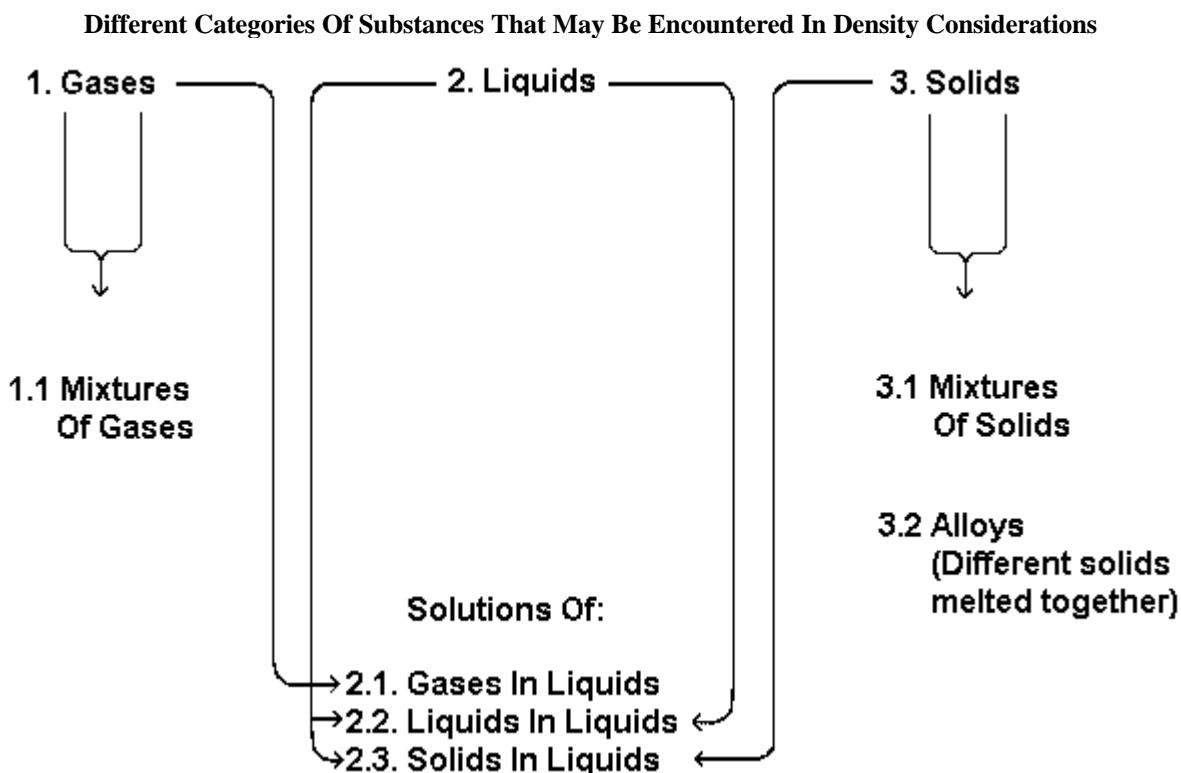 Different Categories Of Substances That May Be Encountered In Density Considerations
1. Gases
2. Liquids
3. Solids
1.1 Mixtures
Of Gases
3.1 Mixtures
Of Solids
3.2 Alloys
(Different solids
melted together)
Solutions Of:
2.1. Gases In Liquids
2.2. Liquids In Liquids
2.3. Solids In Liquids